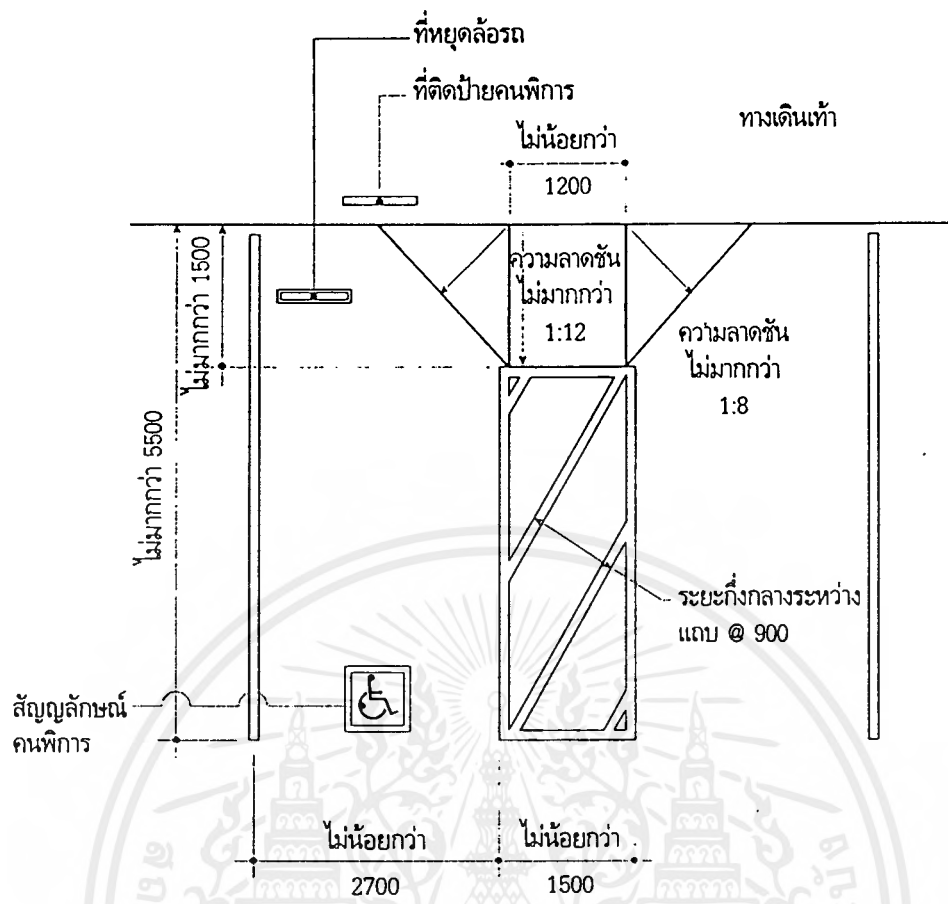 ที่หยุดล้อรถ
ที่ติดป้ายคนพิการ
ทางเดินเท้า
ไม่น้อยกว่า
1200
ความลาดชัน
ไม่มากกว่า
1:12
ความลาดชัน
ไม่มากกว่า
1:8
ไม่มากกว่า 1500
ไม่มากกว่า 5500
ระยะกึ่งกลางระหว่าง
แถบ @ 900
สัญญลักษณ์
คนพิการ
ไม่น้อยกว่า
2700
ไม่น้อยกว่า
1500